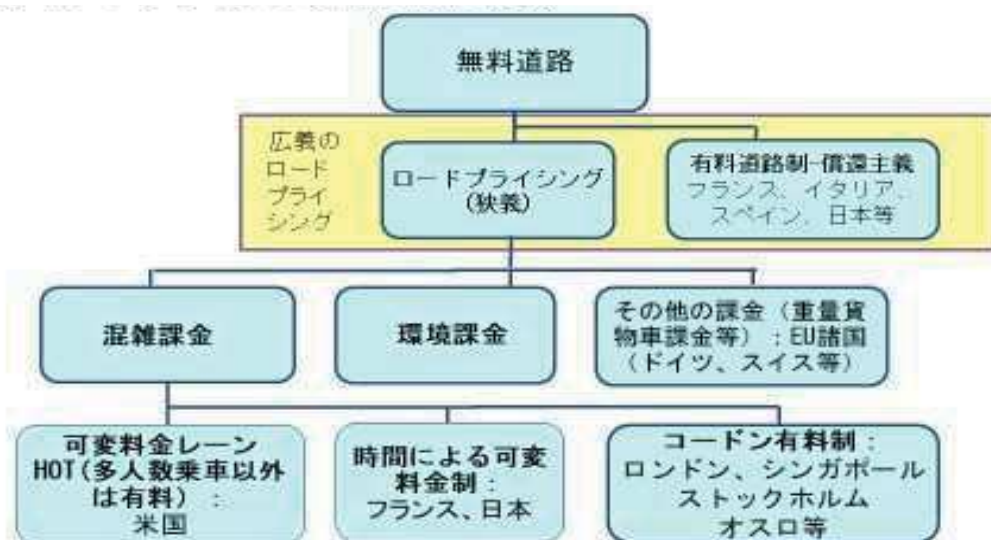 無料道路
広義の
ロード
プライ
シング
ロードプライシング
(狭義)
有料道路制-償還主義
フランス、イタリア、
スペイン、日本等
混雑課金
環境課金
その他の課金（重量貨
物車課金等）：EU諸国
（ドイツ、スイス等）
可変料金レーン
HOT(多人数乗車以外
は有料）：
米国
時間による可変
料金制：
フランス、日本
コードン有料制：
ロンドン、シンガポール
ストックホルム
オスロ等